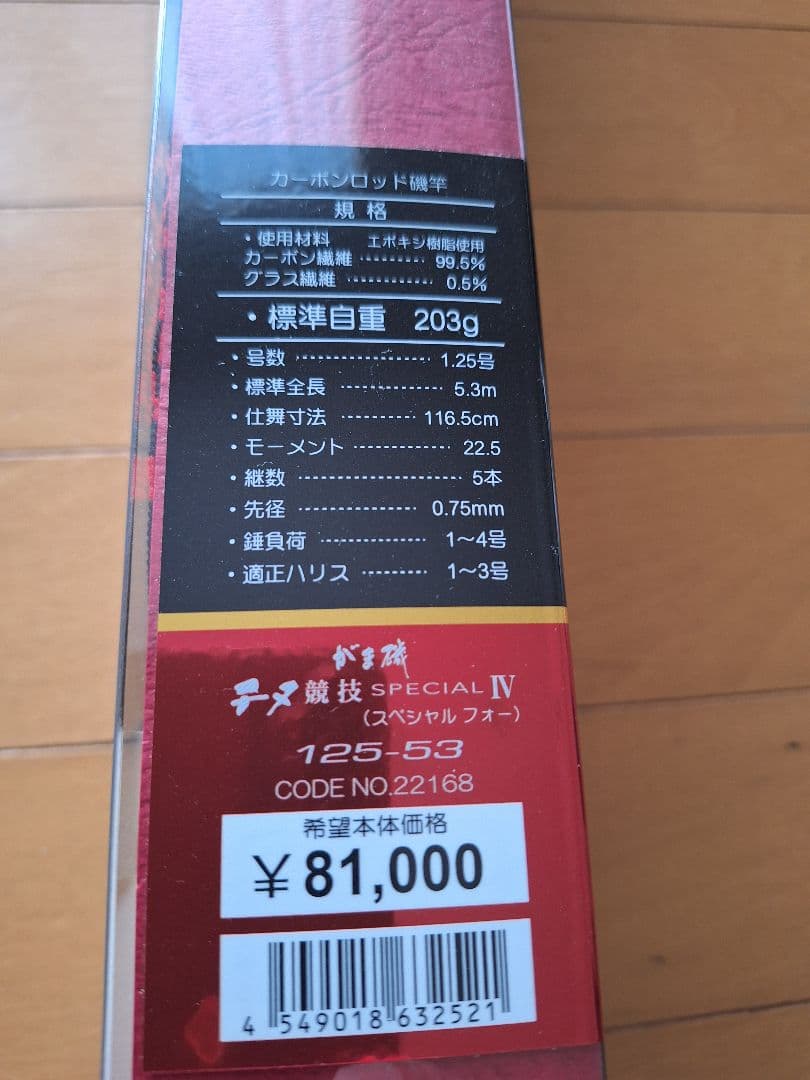 カーボンロッド磯竿
規格
・使用材料 エポキシ樹脂使用
カーボン繊維 ‥‥‥‥ 99.5%
グラス繊維 ‥‥‥‥‥ 0.5%
・標準自重 203g
・号数 ‥‥‥‥‥‥‥‥ 1.25号
・標準全長 ‥‥‥‥‥‥ 5.3m
・仕舞寸法 ‥‥‥‥ 116.5cm
・モーメント ‥‥‥‥‥‥ 22.5
・継数 ‥‥‥‥‥‥‥‥‥ 5本
・先径 ‥‥‥‥‥‥‥ 0.75mm
・錘負荷 ‥‥‥‥‥‥ 1〜4号
・適正ハリス ‥‥‥‥ 1〜3号
がま磯
チヌ競技 SPECIAL Ⅳ
(スペシャル フォー)
125-53
CODE NO.22168
希望本体価格
¥81,000
4 549018 632521